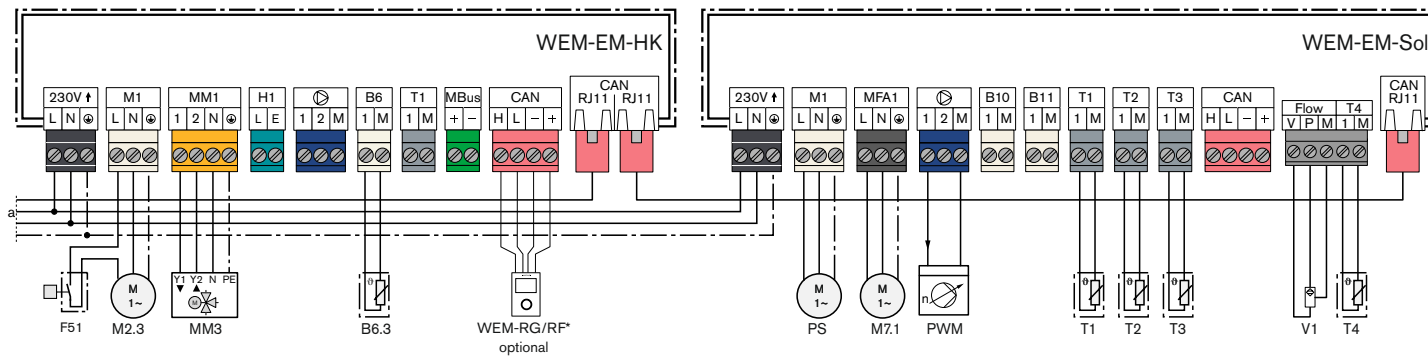 WEM-EM-HK
CAN
RJ11 RJ11
230V M1 MM1 H1 B6 T1 MBus CAN
L N L N 1 2 N L E 1 2 M 1 M 1 M + − H L − +
WEM-EM-Sol
CAN
RJ11
230V M1 MFA1 B10 B11 T1 T2 T3 CAN Flow T4
L N L N L N 1 2 M 1 M 1 M 1 M 1 M 1 M H L − + V P M 1 M
a
Y1 Y2 N PE
M
1~
M
ϑ
F51 M2.3 MM3 B6.3 WEM-RG/RF*
optional
M
1~
M
1~
n
ϑ ϑ ϑ ϑ
PS M7.1 PWM T1 T2 T3 V1 T4